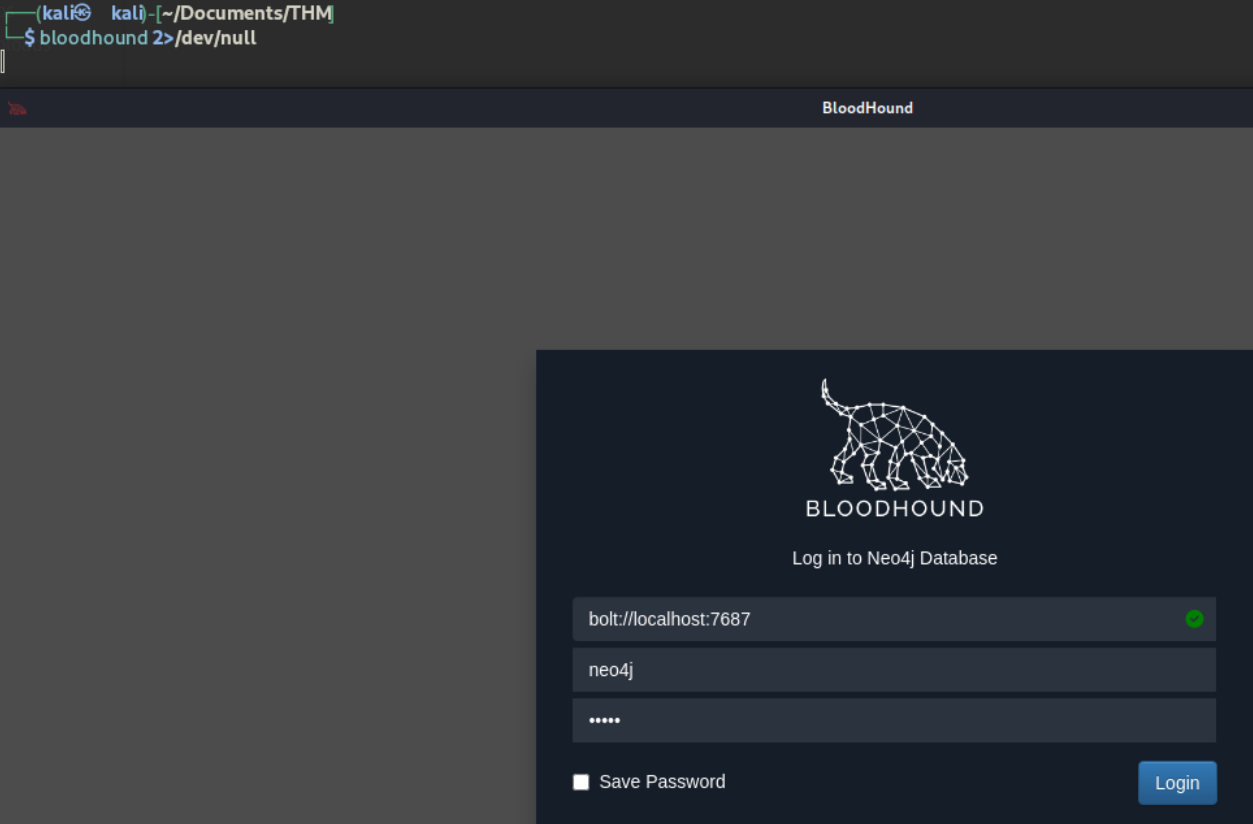 ┌──(kali㉿ kali)-[~/Documents/THM]
└─$ bloodhound 2>/dev/null
BloodHound
BLOODHOUND
Log in to Neo4j Database
bolt://localhost:7687
neo4j
•••••
Save Password
Login